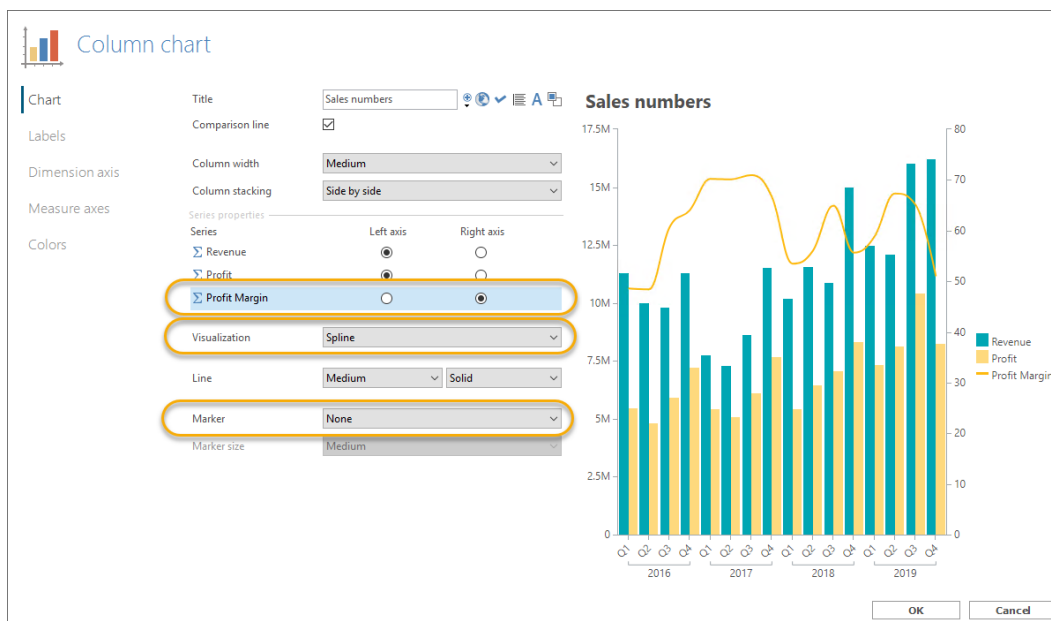 Column chart
Chart
Labels
Dimension axis
Measure axes
Colors
Title Sales numbers A
Comparison line
Column width Medium
Column stacking Side by side
Series properties
Series Left axis Right axis
Σ Revenue
Σ Profit
Σ Profit Margin
Visualization Spline
Line Medium Solid
Marker None
Marker size Medium
Sales numbers
17.5M 80
15M 70
12.5M 60
10M 50
7.5M 40
5M 30
2.5M 20
0 10
0
Revenue
Profit
Profit Margin
Q1 Q2 Q3 Q4 Q1 Q2 Q3 Q4 Q1 Q2 Q3 Q4 Q1 Q2 Q3 Q4
2016 2017 2018 2019
OK Cancel